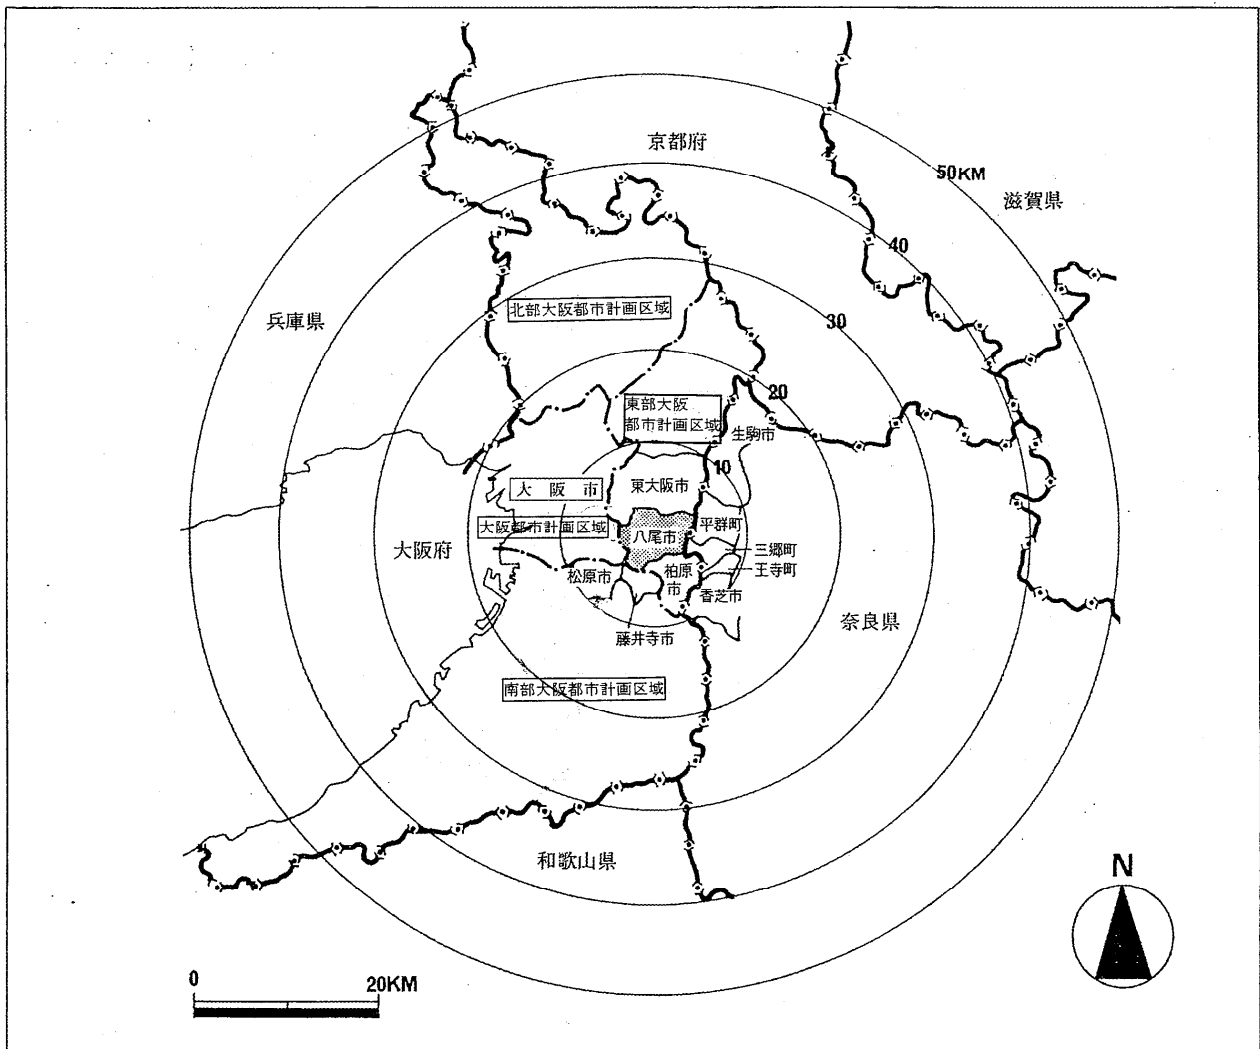 京都府
50KM
滋賀県
40
兵庫県
北部大阪都市計画区域
30
20
東部大阪
都市計画区域
生駒市
10
大阪市
東大阪市
大阪都市計画区域
平群町
八尾市
大阪府
三郷町
王寺町
松原市
柏原
市
香芝市
奈良県
藤井寺市
南部大阪都市計画区域
和歌山県
N
0
20KM